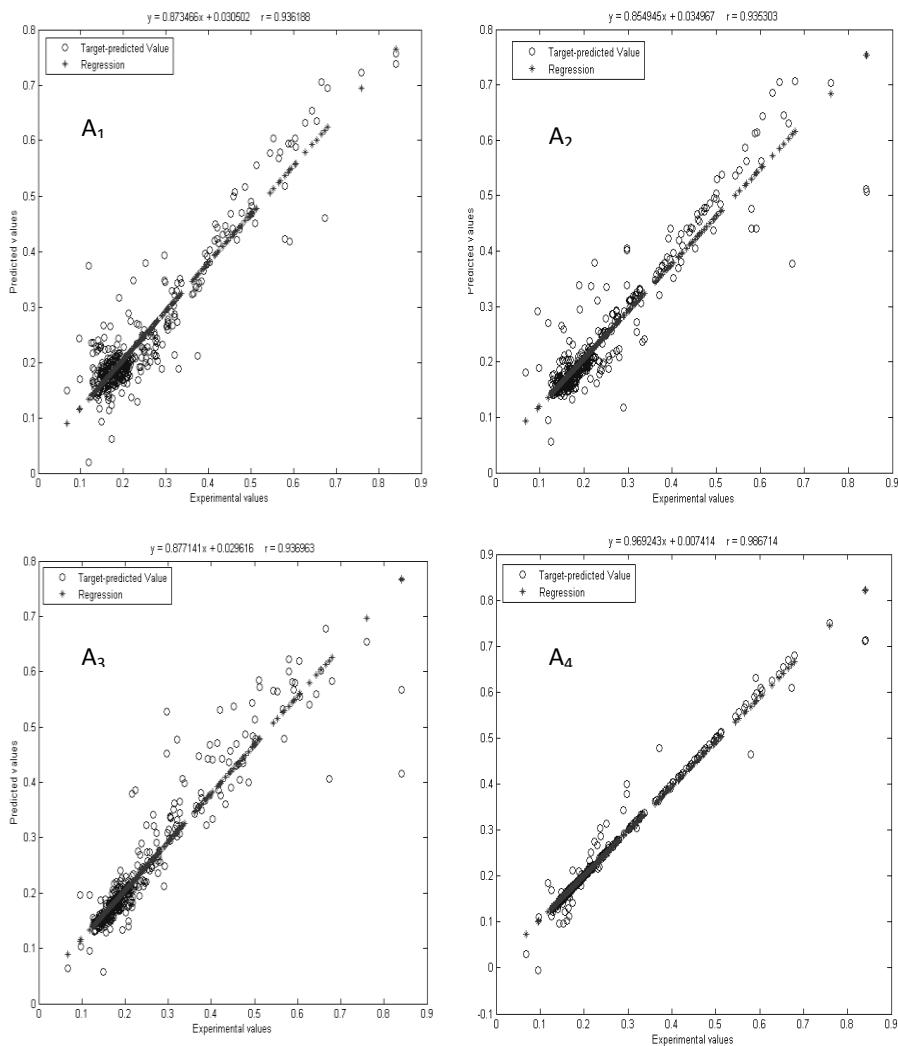 y = 0.873466x + 0.030502 r = 0.936188
0.8
0.7
0.6
0.5
0.4
0.3
0.2
0.1
0
Predicted values
Target-predicted Value
Regression
A1
0 0.1 0.2 0.3 0.4 0.5 0.6 0.7 0.8 0.9
Experimental values
y = 0.854945x + 0.034967 r = 0.935303
0.8
0.7
0.6
0.5
0.4
0.3
0.2
0.1
0
Predicted values
Target-predicted Value
Regression
A2
0 0.1 0.2 0.3 0.4 0.5 0.6 0.7 0.8 0.9
Experimental values
y = 0.877141x + 0.029616 r = 0.936963
0.8
0.7
0.6
0.5
0.4
0.3
0.2
0.1
0
Predicted values
Target-predicted Value
Regression
A3
0 0.1 0.2 0.3 0.4 0.5 0.6 0.7 0.8 0.9
Experimental values
y = 0.969243x + 0.007414 r = 0.986714
0.9
0.8
0.7
0.6
0.5
0.4
0.3
0.2
0.1
0
-0.1
Target-predicted Value
Regression
A4
0 0.1 0.2 0.3 0.4 0.5 0.6 0.7 0.8 0.9
Experimental values